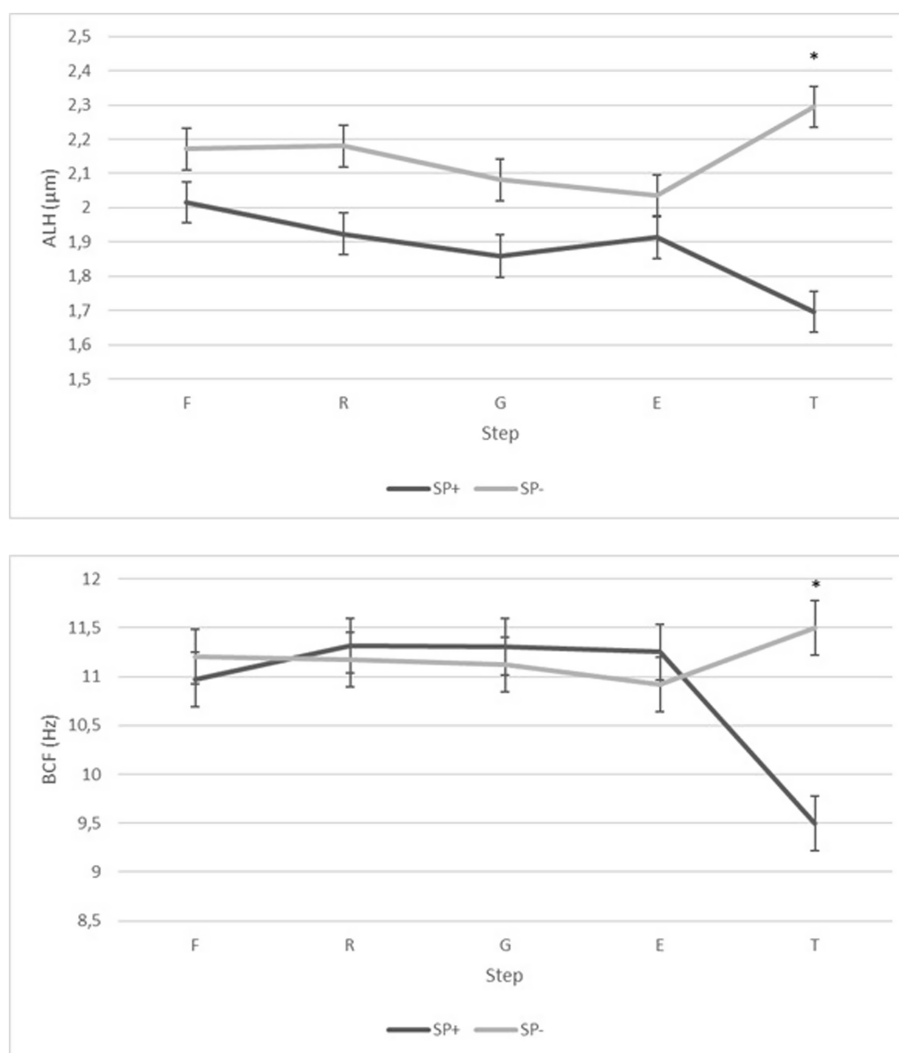 2,5
2,4
2,3
2,2
2,1
2
1,9
1,8
1,7
1,6
1,5
ALH (µm)
*
F R G E T
Step
SP+ SP-
12
11,5
11
10,5
10
9,5
9
8,5
BCF (Hz)
*
F R G E T
Step
SP+ SP-